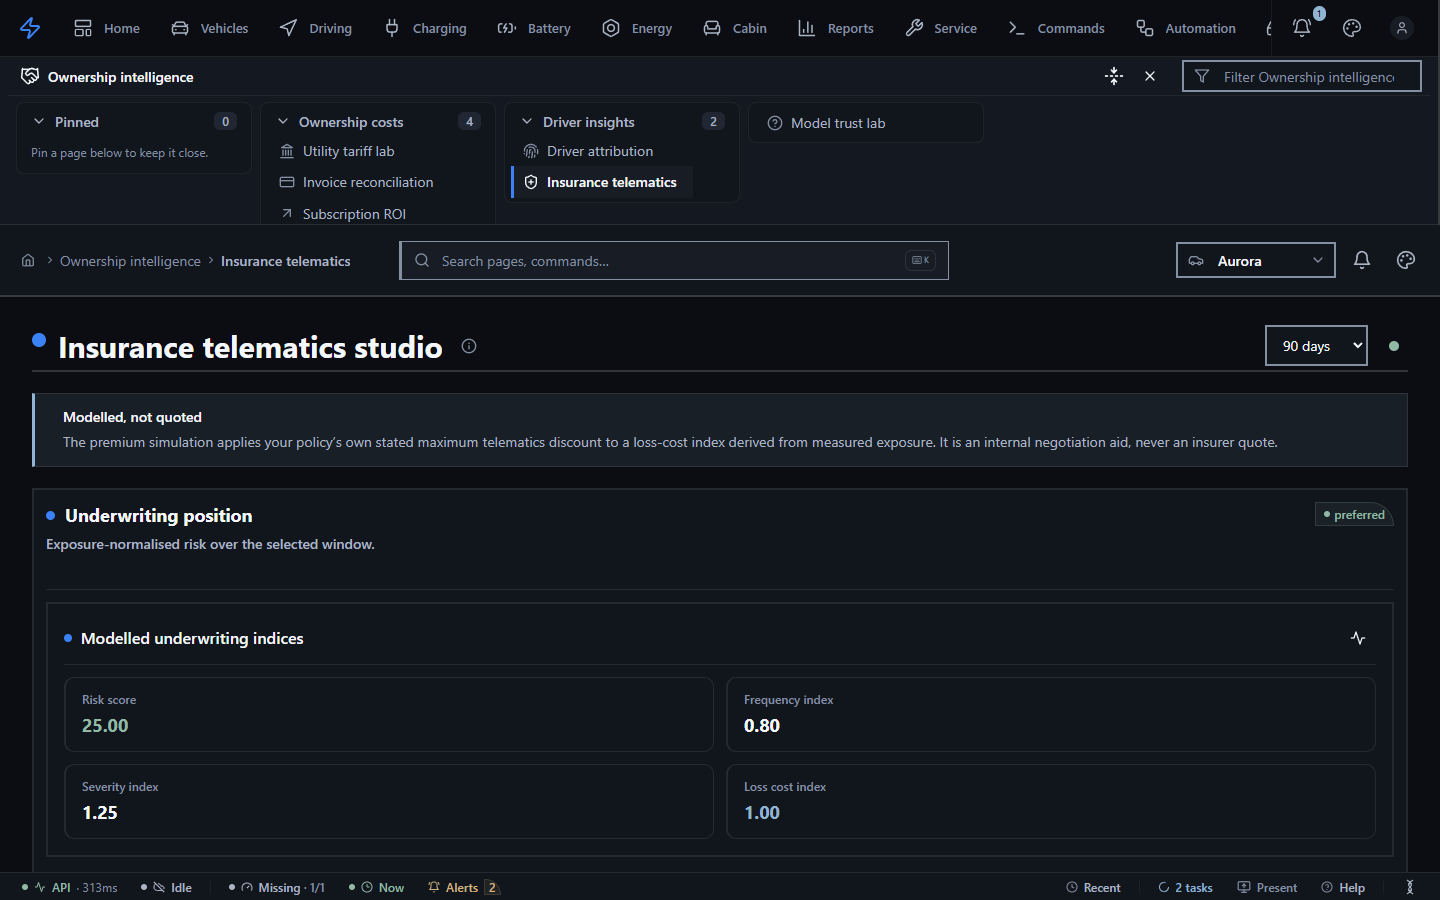 Home Vehicles Driving Charging Battery Energy Cabin Reports Service Commands Automation 1
Ownership intelligence
Filter Ownership intelligence
Pinned 0
Pin a page below to keep it close.
Ownership costs 4
Utility tariff lab
Invoice reconciliation
Subscription ROI
Driver insights 2
Driver attribution
Insurance telematics
Model trust lab
Ownership intelligence Insurance telematics
Search pages, commands... K
Aurora
Insurance telematics studio
90 days
Modelled, not quoted
The premium simulation applies your policy’s own stated maximum telematics discount to a loss-cost index derived from measured exposure. It is an internal negotiation aid, never an insurer quote.
Underwriting position
preferred
Exposure-normalised risk over the selected window.
Modelled underwriting indices
Risk score
25.00
Frequency index
0.80
Severity index
1.25
Loss cost index
1.00
API · 313ms Idle Missing · 1/1 Now Alerts 2 Recent 2 tasks Present Help